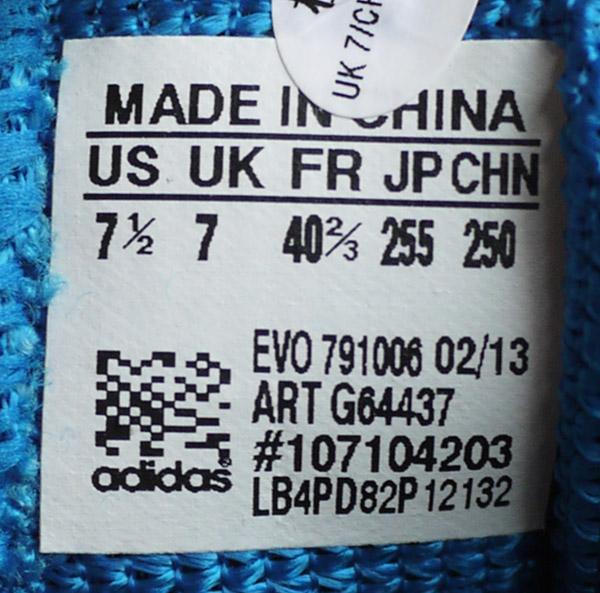 UK 7/CH
MADE IN CHINA
US UK FR JP CHN
7½ 7 40⅔ 255 250
EVO 791006 02/13
ART G64437
#107104203
adidas®
LB4PD82P 12132